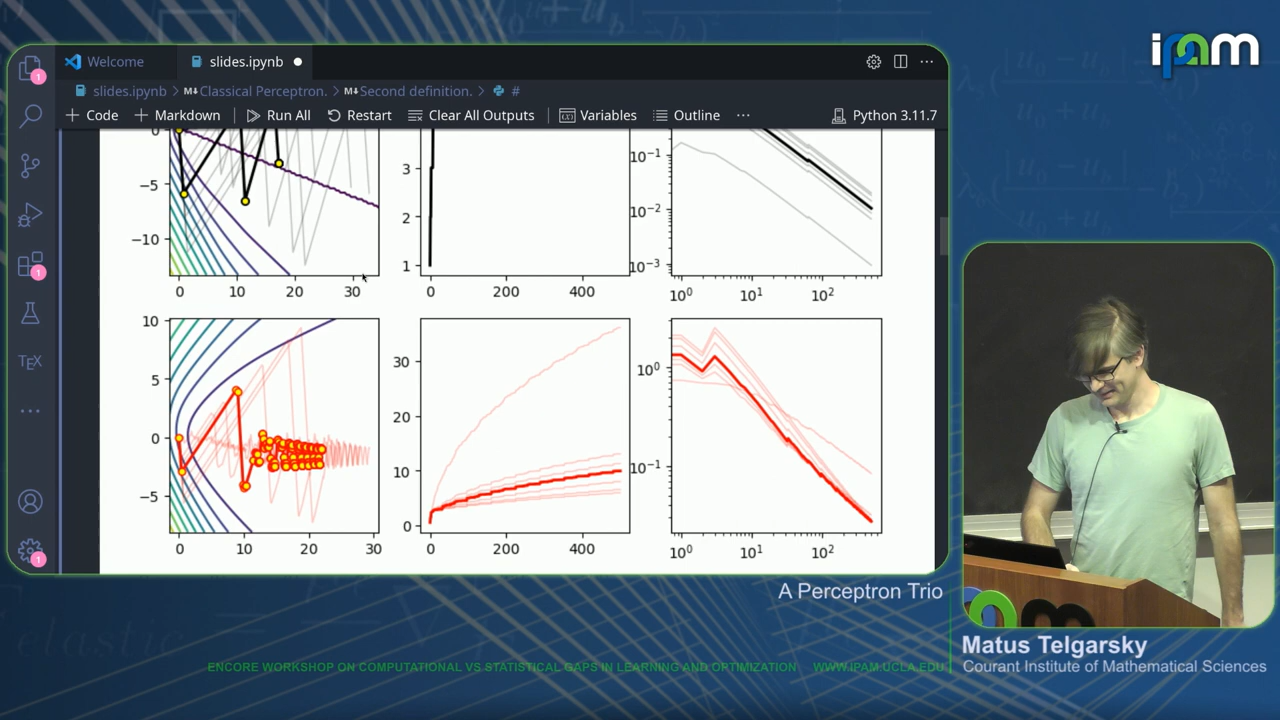 ipam
Welcome
slides.ipynb
slides.ipynb > M↓Classical Perceptron. > M↓Second definition. > #
+ Code + Markdown Run All Restart Clear All Outputs Variables Outline ... Python 3.11.7
1
1
1
TEX
0
−5
−10
0 10 20 30
3
2
1
0 200 400
10⁻¹
10⁻²
10⁻³
10⁰ 10¹ 10²
10
5
0
−5
0 10 20 30
30
20
10
0
0 200 400
10⁰
10⁻¹
10⁰ 10¹ 10²
A Perceptron Trio
Matus Telgarsky
Courant Institute of Mathematical Sciences
ENCORE WORKSHOP ON COMPUTATIONAL VS STATISTICAL GAPS IN LEARNING AND OPTIMIZATION WWW.IPAM.UCLA.EDU